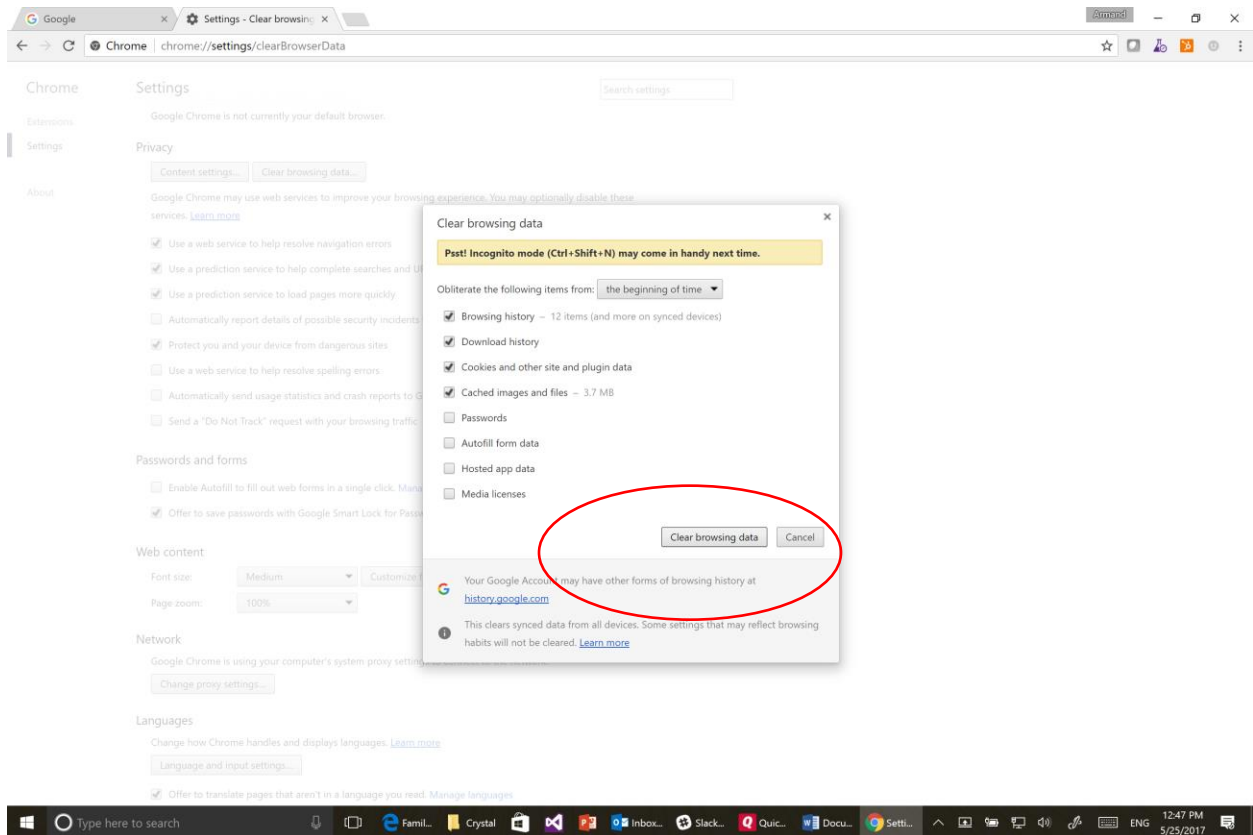 Google
Settings - Clear browsing
Armand
Chrome
chrome://settings/clearBrowserData
Chrome
Settings
Search settings
Extensions
Google Chrome is not currently your default browser.
Settings
Privacy
Content settings...
Clear browsing data...
About
Google Chrome may use web services to improve your browsing experience. You may optionally disable these
services. Learn more
Use a web service to help resolve navigation errors
Use a prediction service to help complete searches and
Use a prediction service to load pages more quickly
Automatically report details of possible security incidents
Protect you and your device from dangerous sites
Use a web service to help resolve spelling errors
Automatically send usage statistics and crash reports to G
Send a "Do Not Track" request with your browsing traffic
Passwords and forms
Enable Autofill to fill out web forms in a single click. Mana
Offer to save passwords with Google Smart Lock for Passw
Web content
Font size:
Medium
Customize f
Page zoom:
100%
Network
Google Chrome is using your computer's system proxy setting
Change proxy settings...
Languages
Change how Chrome handles and displays languages. Learn more
Language and input settings...
Offer to translate pages that aren't in a language you read. Manage languages
Clear browsing data
Psst! Incognito mode (Ctrl+Shift+N) may come in handy next time.
Obliterate the following items from: the beginning of time
Browsing history – 12 items (and more on synced devices)
Download history
Cookies and other site and plugin data
Cached images and files – 3.7 MB
Passwords
Autofill form data
Hosted app data
Media licenses
Clear browsing data
Cancel
Your Google Account may have other forms of browsing history at
history.google.com
This clears synced data from all devices. Some settings that may reflect browsing
habits will not be cleared. Learn more
Type here to search
Famil...
Crystal
Inbox...
Slack...
Quic...
Docu...
Setti...
ENG
12:47 PM
5/25/2017